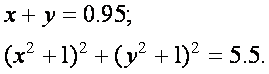 x + y = 0.95;
(x² + 1)² + (y² + 1)² = 5.5.